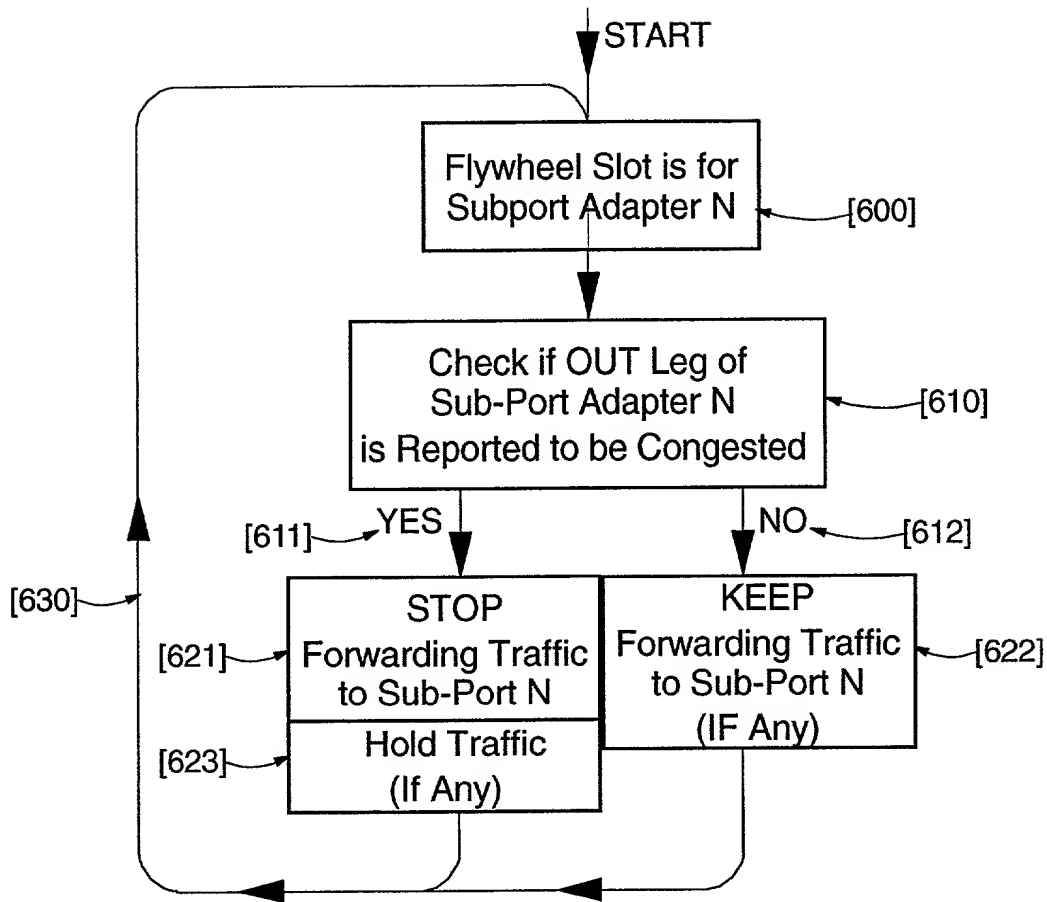 START
Flywheel Slot is for
Subport Adapter N
[600]
Check if OUT Leg of
Sub-Port Adapter N
is Reported to be Congested
[610]
[611]
YES
NO
[612]
[630]
STOP
Forwarding Traffic
to Sub-Port N
[621]
KEEP
Forwarding Traffic
to Sub-Port N
(IF Any)
[622]
Hold Traffic
(If Any)
[623]